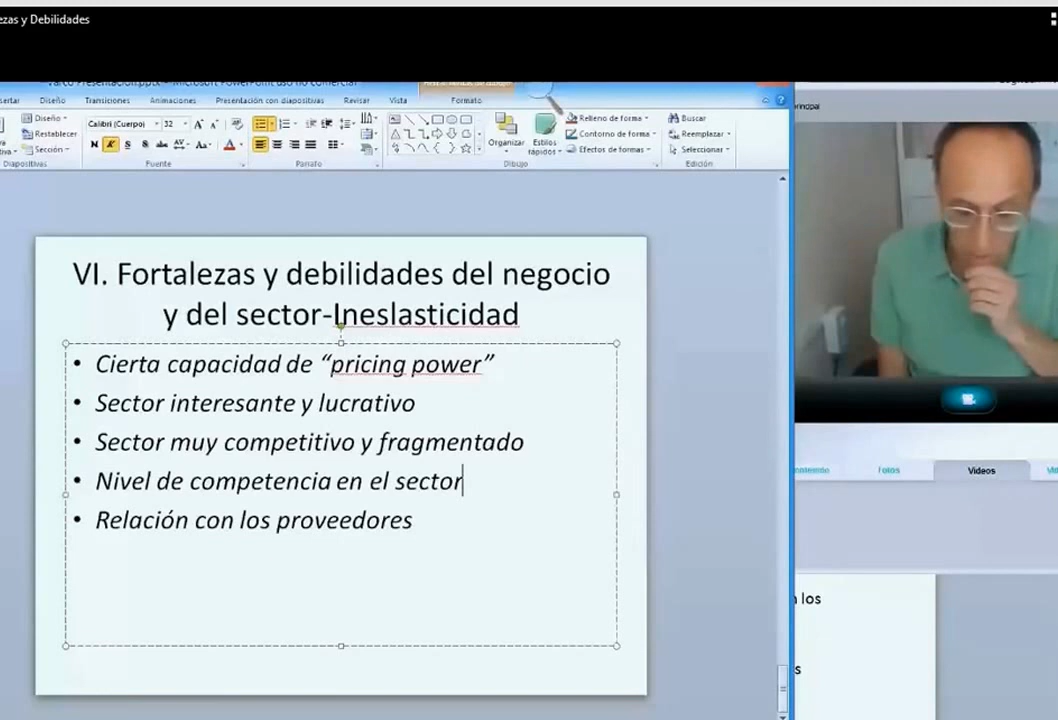 ezas y Debilidades
Diseño Transiciones Animaciones Presentación con diapositivas Revisar Vista Formato
Diseño
Restablecer
Sección
Diapositivas
Calibri (Cuerpo) 32
Fuente
Párrafo
Organizar
Estilos
rápidos
Relleno de forma
Contorno de forma
Efectos de formas
Dibujo
Buscar
Reemplazar
Seleccionar
Edición
VI. Fortalezas y debilidades del negocio
y del sector-Ineslasticidad
• Cierta capacidad de “pricing power”
• Sector interesante y lucrativo
• Sector muy competitivo y fragmentado
• Nivel de competencia en el sector
• Relación con los proveedores
Fotos Videos
los
s